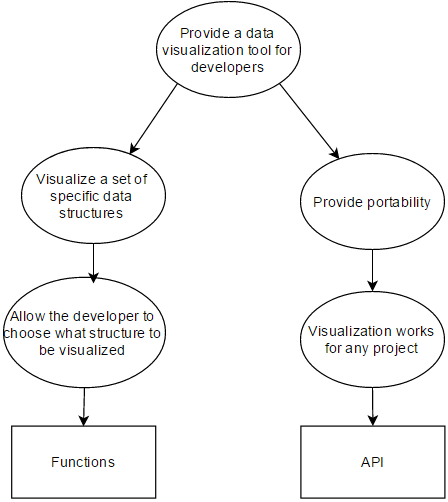 Provide a data
visualization tool for
developers
Visualize a set of
specific data
structures
Provide portability
Allow the developer to
choose what structure to
be visualized
Visualization works
for any project
Functions
API